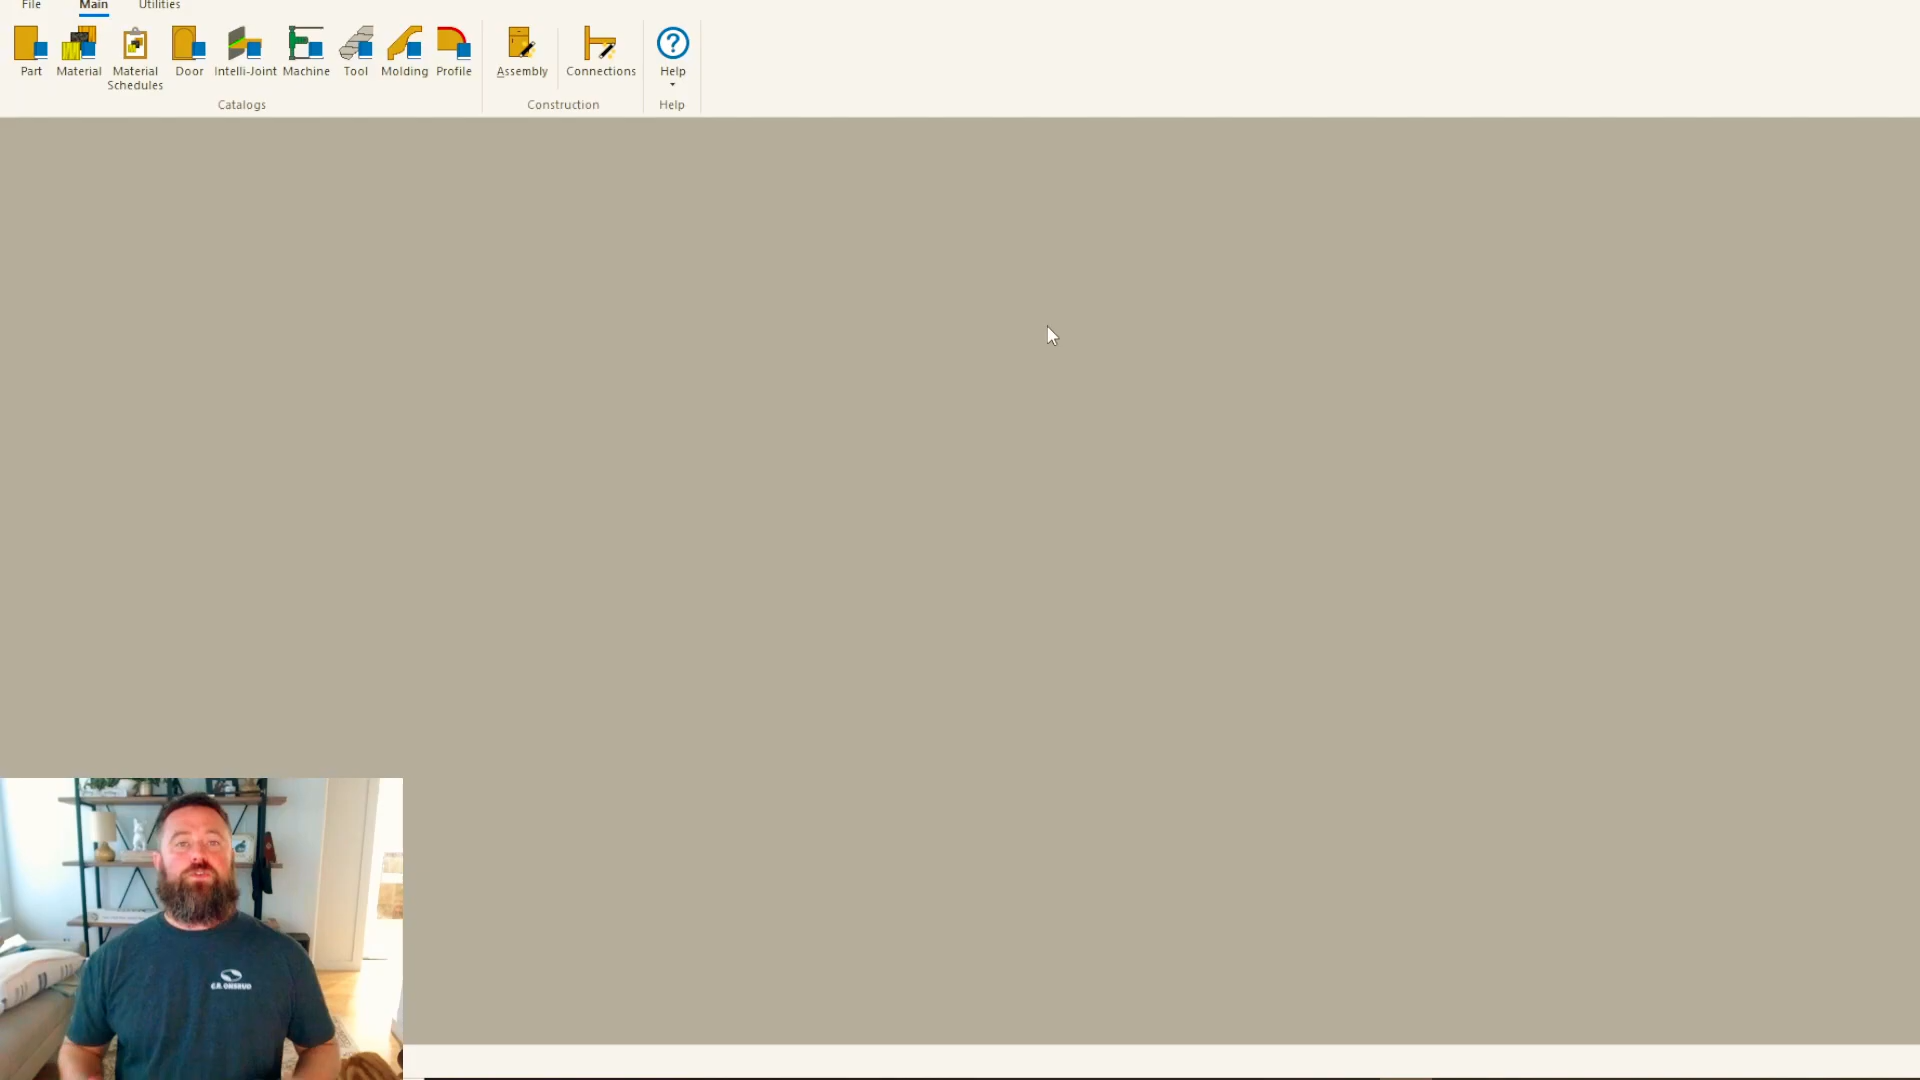 File Main Utilities
Part Material Material Schedules Door Intelli-Joint Machine Tool Molding Profile Assembly Connections Help
Catalogs Construction Help
C.R. ONSRUD